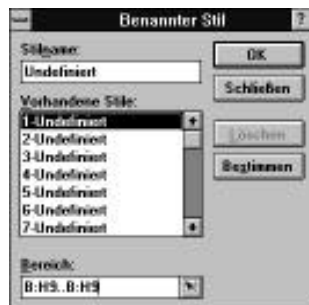 Benannter Stil
?
Stilname:
Undefiniert
Vorhandene Stile:
1-Undefiniert
2-Undefiniert
3-Undefiniert
4-Undefiniert
5-Undefiniert
6-Undefiniert
7-Undefiniert
Bereich:
B:H9..B:H9
OK
Schließen
Löschen
Bestimmen